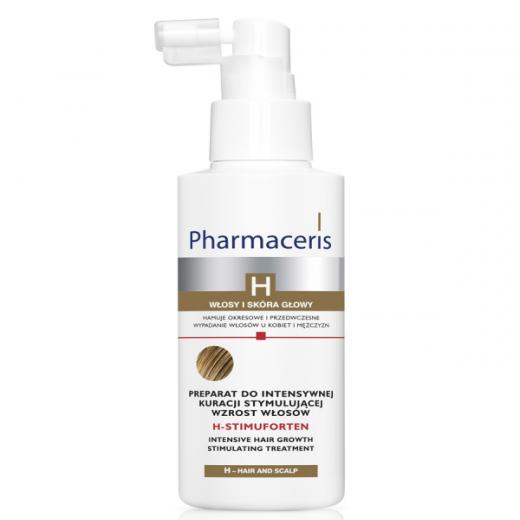 Pharmaceris
H
WŁOSY I SKÓRA GŁOWY
HAMUJE OKRESOWE I PRZEDWCZESNE
WYPADANIE WŁOSÓW U KOBIET I MĘŻCZYZN
PREPARAT DO INTENSYWNEJ
KURACJI STYMULUJĄCEJ
WZROST WŁOSÓW
H-STIMUFORTEN
INTENSIVE HAIR GROWTH
STIMULATING TREATMENT
H – HAIR AND SCALP